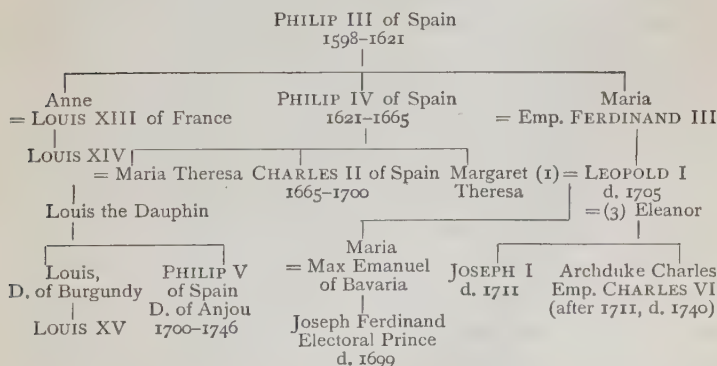 PHILIP III of Spain
1598–1621
Anne
= LOUIS XIII of France
PHILIP IV of Spain
1621–1665
Maria
= Emp. FERDINAND III
LOUIS XIV
= Maria Theresa
CHARLES II of Spain
1665–1700
Margaret (1)
Theresa
= LEOPOLD I
d. 1705
=(3) Eleanor
Louis the Dauphin
Louis,
D. of Burgundy
LOUIS XV
PHILIP V
of Spain
D. of Anjou
1700–1746
Maria
= Max Emanuel
of Bavaria
Joseph Ferdinand
Electoral Prince
d. 1699
JOSEPH I
d. 1711
Archduke Charles
Emp. CHARLES VI
(after 1711, d. 1740)